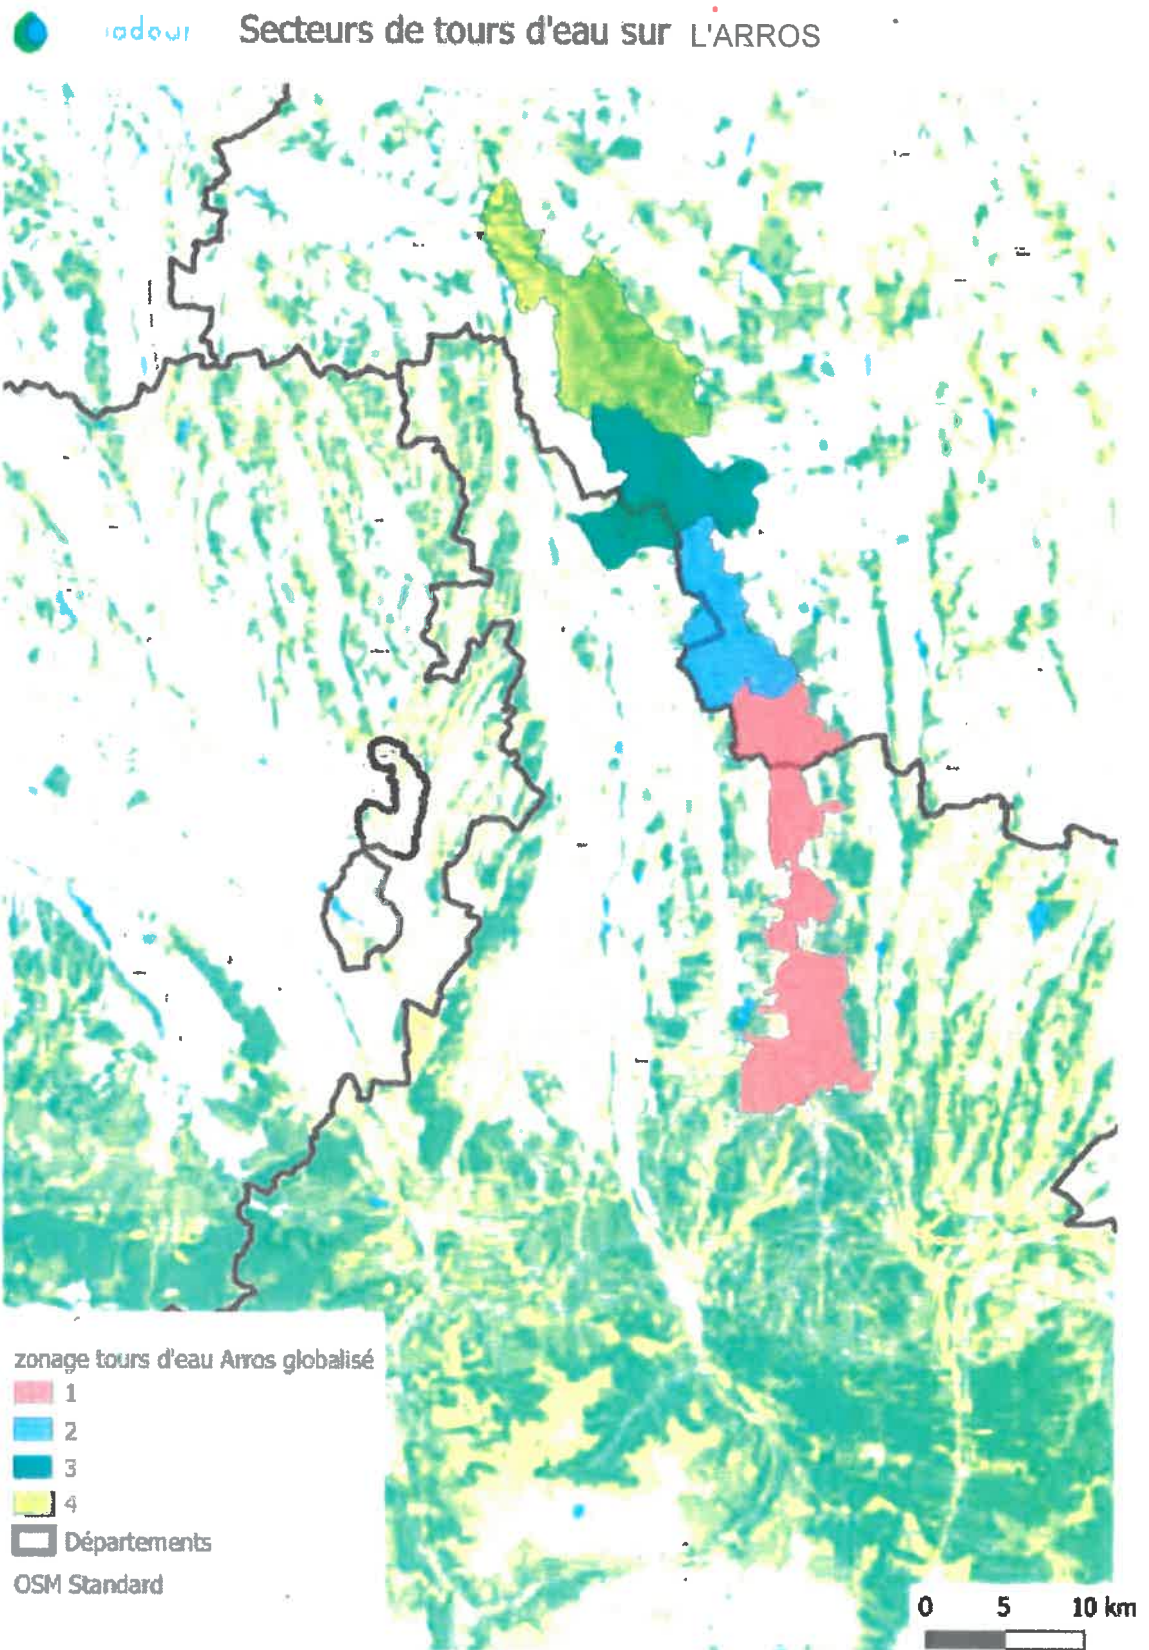 adour Secteurs de tours d'eau sur L'ARROS
zonage tours d'eau Arros globalisé
1
2
3
4
Départements
OSM Standard
0 5 10 km